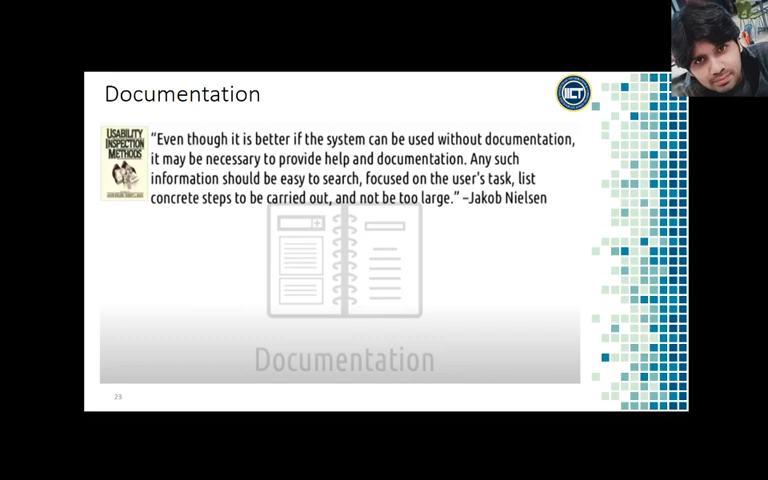 Documentation
IICT
USABILITY
INSPECTION
METHODS
“Even though it is better if the system can be used without documentation,
it may be necessary to provide help and documentation. Any such
information should be easy to search, focused on the user's task, list
concrete steps to be carried out, and not be too large.” –Jakob Nielsen
Documentation
23